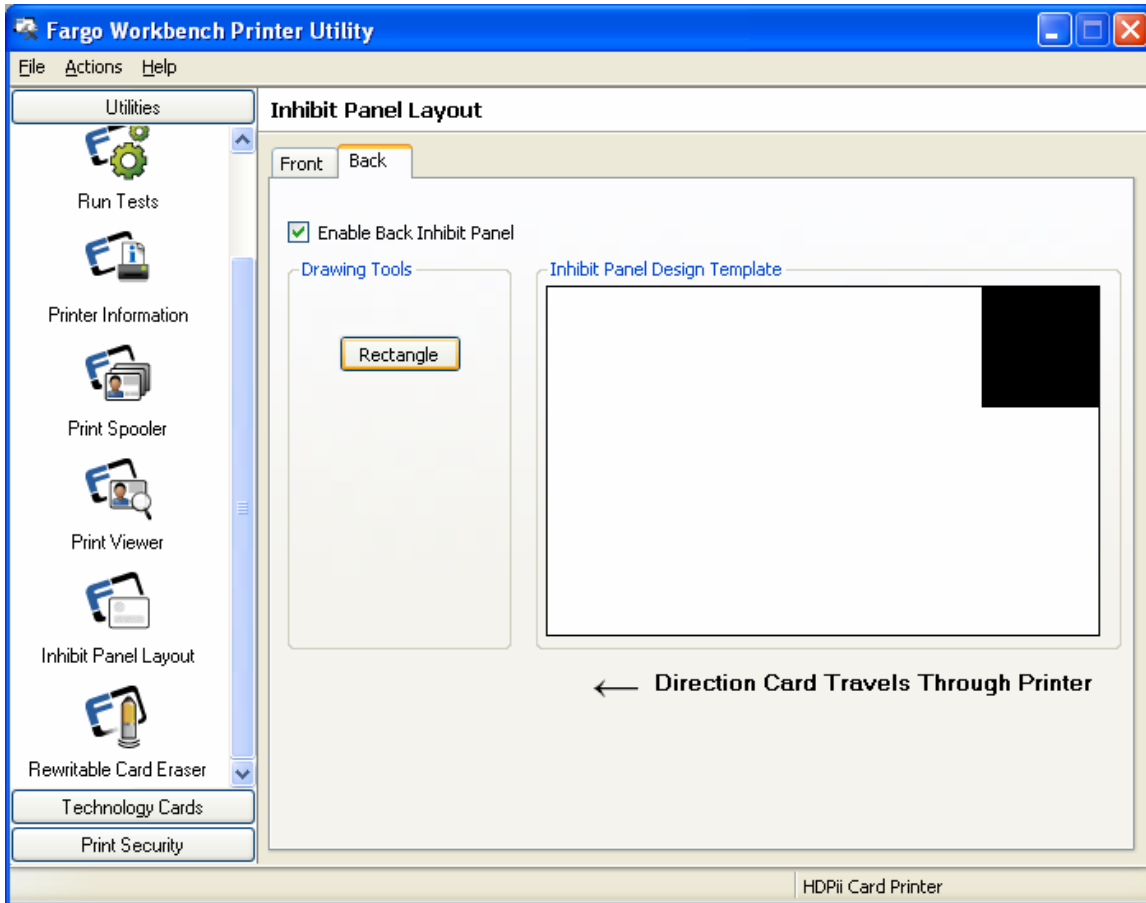 Fargo Workbench Printer Utility
File Actions Help
Utilities
Run Tests
Printer Information
Print Spooler
Print Viewer
Inhibit Panel Layout
Rewritable Card Eraser
Technology Cards
Print Security
Inhibit Panel Layout
Front Back
Enable Back Inhibit Panel
Drawing Tools
Rectangle
Inhibit Panel Design Template
← Direction Card Travels Through Printer
HDPii Card Printer